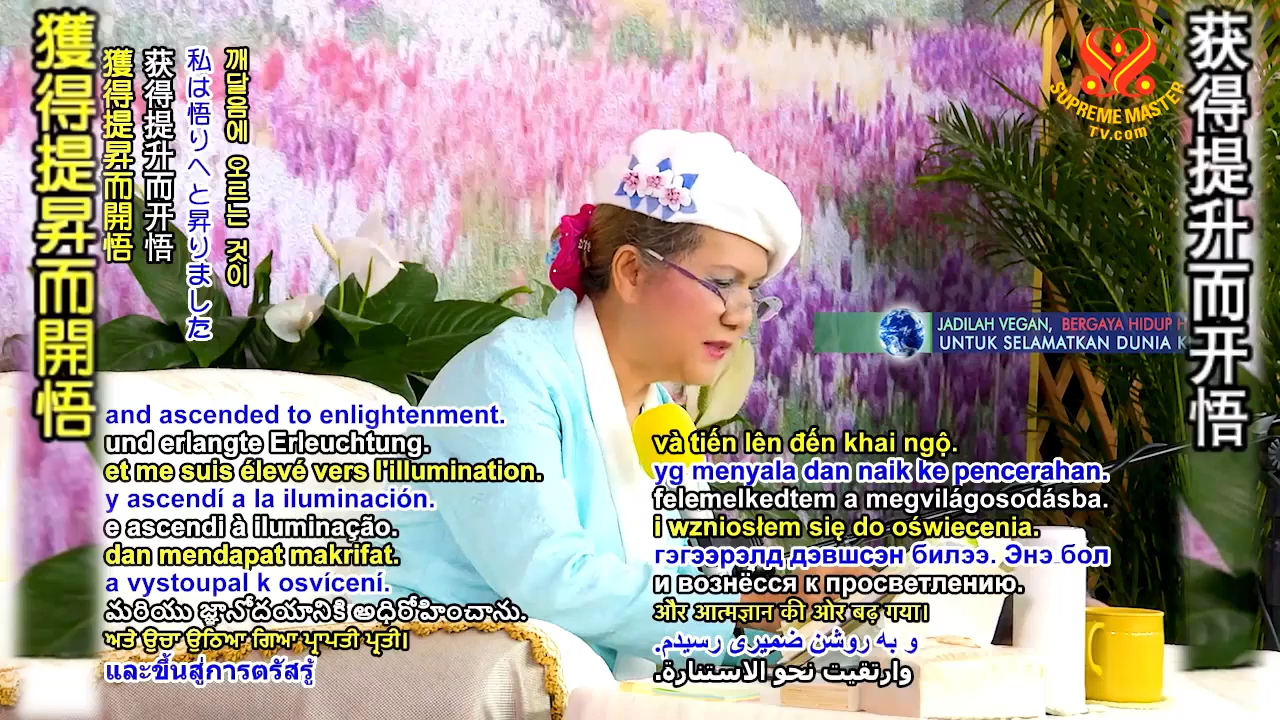 獲得提昇而開悟
獲得提昇而開悟
获得提升而开悟
私は悟りへと昇りました
깨달음에 오르는 것이
获得提升而开悟
SUPREME MASTER
TV.com
JADILAH VEGAN, BERGAYA HIDUP H
UNTUK SELAMATKAN DUNIA K
and ascended to enlightenment.
und erlangte Erleuchtung.
et me suis élevé vers l'illumination.
y ascendí a la iluminación.
e ascendi à iluminação.
dan mendapat makrifat.
a vystoupal k osvícení.
మరియు జ్ఞానోదయానికి అధిరోహించాను.
ਅਤੇ ਉਚਾ ਉਠਿਆ ਗਿਆ ਪ੍ਰਾਪਤੀ ਪ੍ਰਤੀ।
และขึ้นสู่การตรัสรู้
và tiến lên đến khai ngộ.
yg menyala dan naik ke pencerahan.
felemelkedtem a megvilágosodásba.
i wzniosłem się do oświecenia.
гэгээрэлд дэвшсэн билээ. Энэ бол
и вознёсся к просветлению.
और आत्मज्ञान की ओर बढ़ गया।
و به روشن ضمیری رسیدم.
وارتقيت نحو الاستنارة.